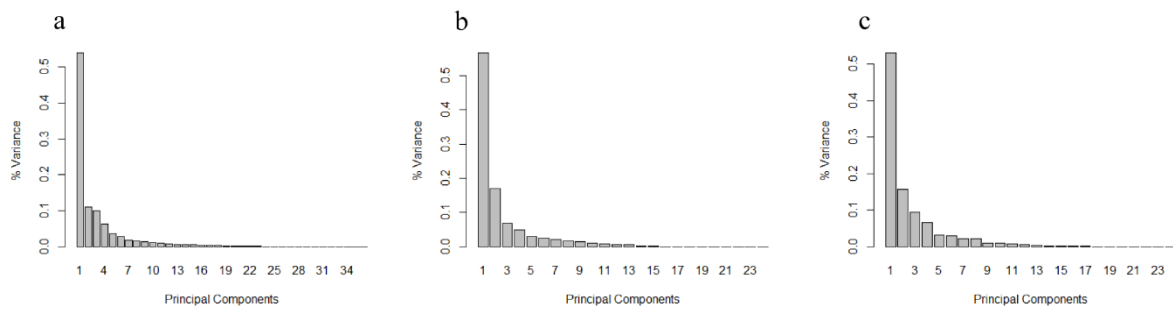 a
% Variance
0.0 0.1 0.2 0.3 0.4 0.5
1 4 7 10 13 16 19 22 25 28 31 34
Principal Components
b
% Variance
0.0 0.1 0.2 0.3 0.4 0.5
1 3 5 7 9 11 13 15 17 19 21 23
Principal Components
c
% Variance
0.0 0.1 0.2 0.3 0.4 0.5
1 3 5 7 9 11 13 15 17 19 21 23
Principal Components